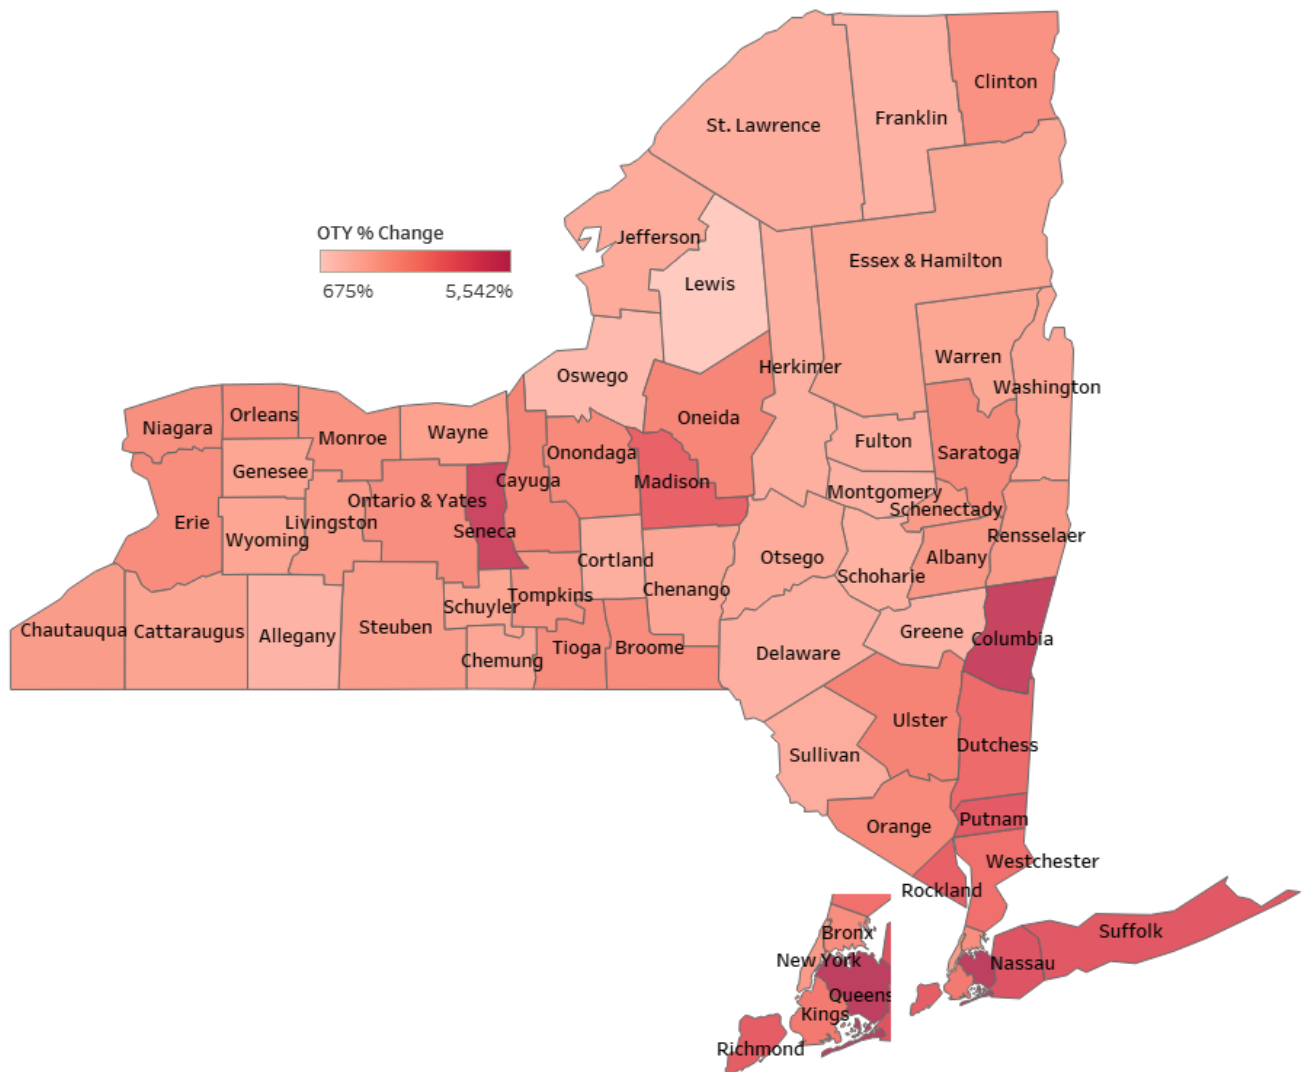 Clinton
Franklin
St. Lawrence
OTY % Change
675% 5,542%
Jefferson
Essex & Hamilton
Lewis
Warren
Herkimer
Oswego
Washington
Orleans
Oneida
Niagara
Monroe
Wayne
Fulton
Onondaga
Saratoga
Genesee
Cayuga
Madison
Montgomery
Ontario & Yates
Schenectady
Erie
Livingston
Seneca
Rensselaer
Wyoming
Cortland
Otsego
Albany
Schoharie
Chenango
Tompkins
Schuyler
Chautauqua
Cattaraugus
Allegany
Steuben
Greene
Columbia
Tioga
Broome
Delaware
Chemung
Ulster
Dutchess
Sullivan
Putnam
Orange
Westchester
Rockland
Bronx
Suffolk
New York
Nassau
Queens
Kings
Richmond